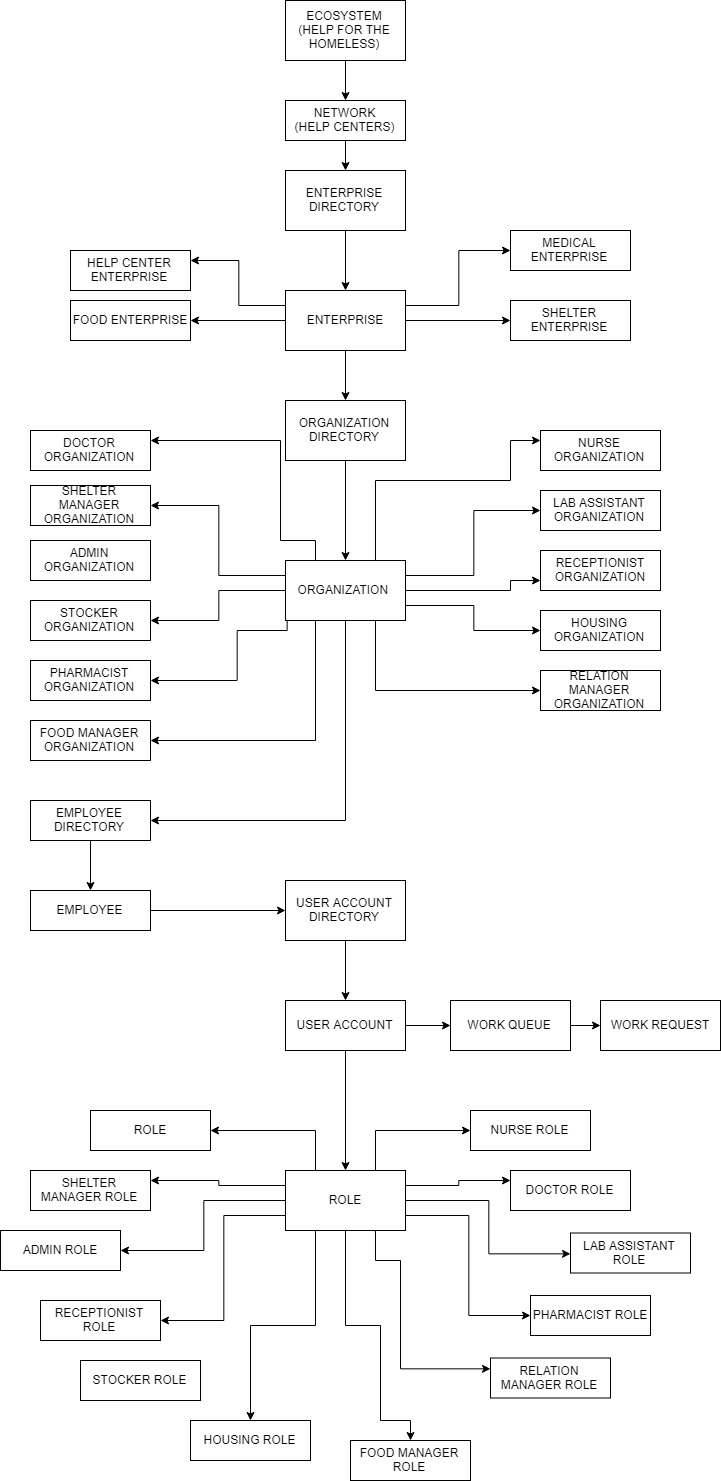 ECOSYSTEM
(HELP FOR THE
HOMELESS)
NETWORK
(HELP CENTERS)
ENTERPRISE
DIRECTORY
HELP CENTER
ENTERPRISE
MEDICAL
ENTERPRISE
FOOD ENTERPRISE
ENTERPRISE
SHELTER
ENTERPRISE
ORGANIZATION
DIRECTORY
DOCTOR
ORGANIZATION
NURSE
ORGANIZATION
SHELTER
MANAGER
ORGANIZATION
LAB ASSISTANT
ORGANIZATION
ADMIN
ORGANIZATION
RECEPTIONIST
ORGANIZATION
ORGANIZATION
STOCKER
ORGANIZATION
HOUSING
ORGANIZATION
PHARMACIST
ORGANIZATION
RELATION
MANAGER
ORGANIZATION
FOOD MANAGER
ORGANIZATION
EMPLOYEE
DIRECTORY
EMPLOYEE
USER ACCOUNT
DIRECTORY
USER ACCOUNT
WORK QUEUE
WORK REQUEST
ROLE
NURSE ROLE
SHELTER
MANAGER ROLE
ROLE
DOCTOR ROLE
ADMIN ROLE
LAB ASSISTANT
ROLE
RECEPTIONIST
ROLE
PHARMACIST ROLE
STOCKER ROLE
RELATION
MANAGER ROLE
HOUSING ROLE
FOOD MANAGER
ROLE